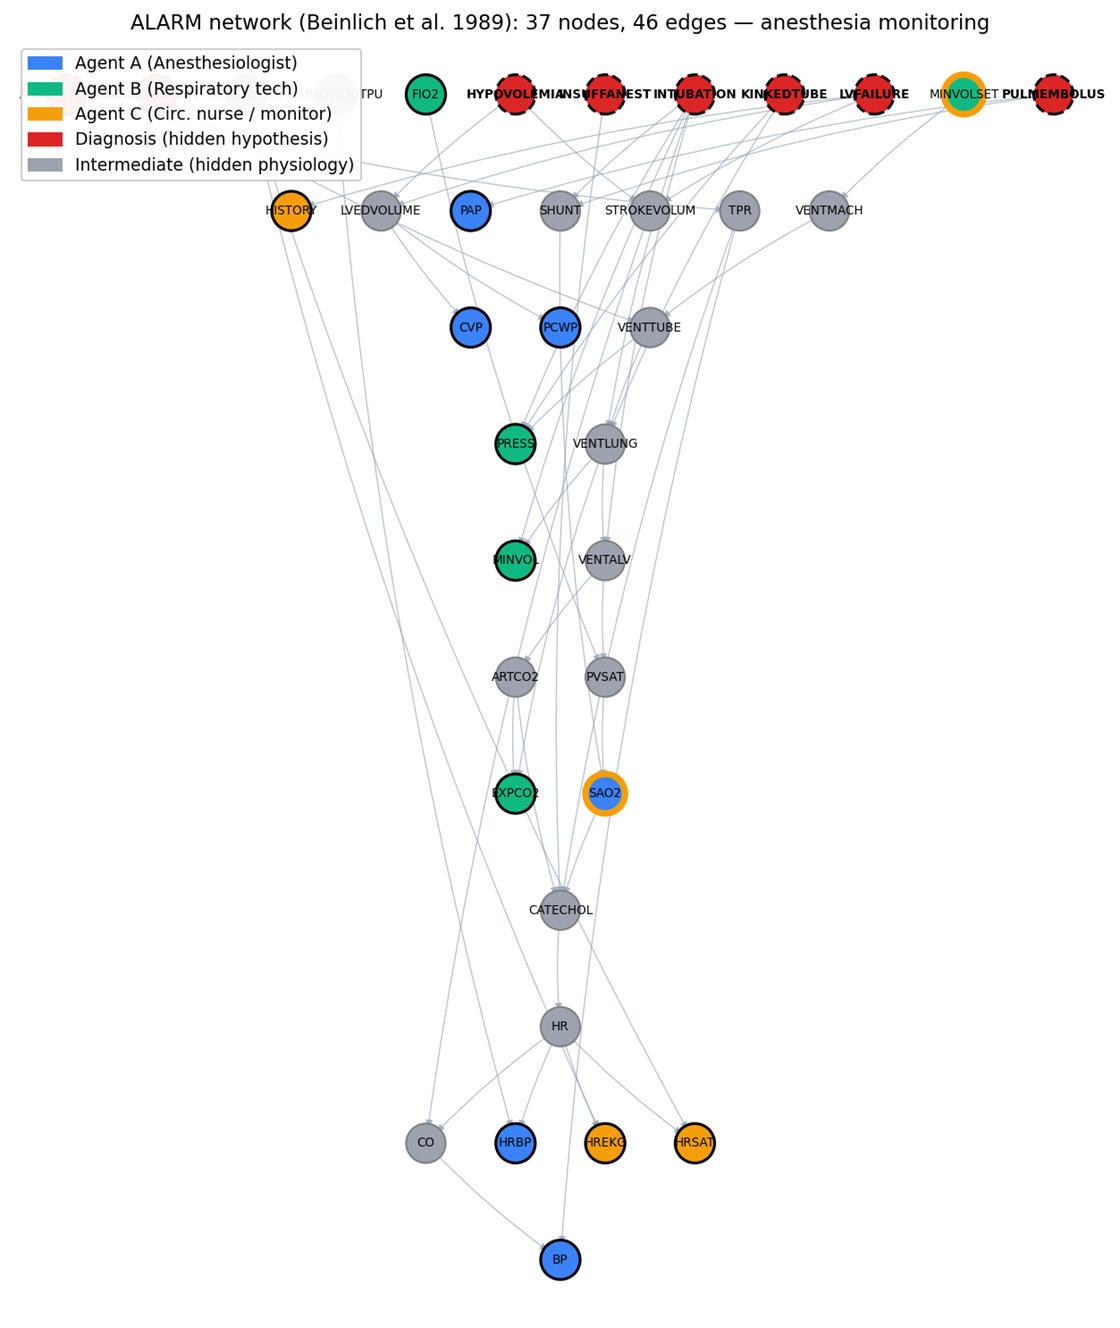 ALARM network (Beinlich et al. 1989): 37 nodes, 46 edges — anesthesia monitoring
Agent A (Anesthesiologist)
Agent B (Respiratory tech)
Agent C (Circ. nurse / monitor)
Diagnosis (hidden hypothesis)
Intermediate (hidden physiology)
FIO2
HYPOVOLEMIA
INSUFFANEST
INTUBATION
KINKEDTUBE
LVFAILURE
MINVOLSET
PULMEMBOLUS
HISTORY
LVEDVOLUME
PAP
SHUNT
STROKEVOLUM
TPR
VENTMACH
CVP
PCWP
VENTTUBE
PRESS
VENTLUNG
MINVOL
VENTALV
ARTCO2
PVSAT
EXPCO2
SAO2
CATECHOL
HR
CO
HRBP
HREKG
HRSAT
BP